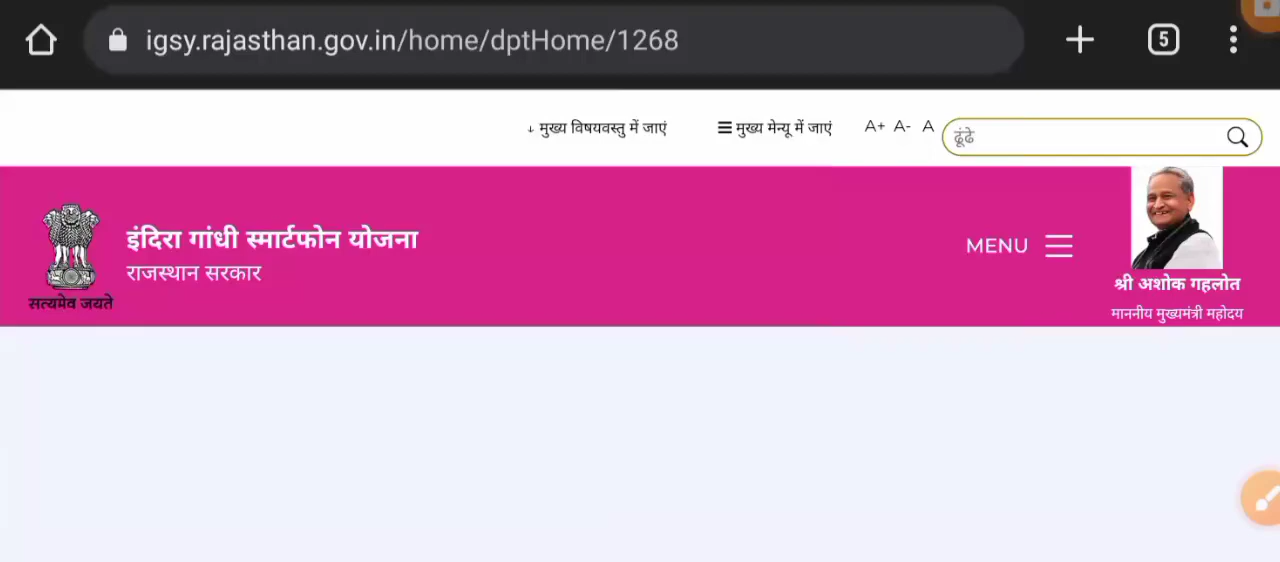 igsy.rajasthan.gov.in/home/dptHome/1268
5
↓ मुख्य विषयवस्तु में जाएं
मुख्य मेन्यू में जाएं
A+ A- A
ढूंढे
इंदिरा गांधी स्मार्टफोन योजना
राजस्थान सरकार
सत्यमेव जयते
MENU
श्री अशोक गहलोत
माननीय मुख्यमंत्री महोदय